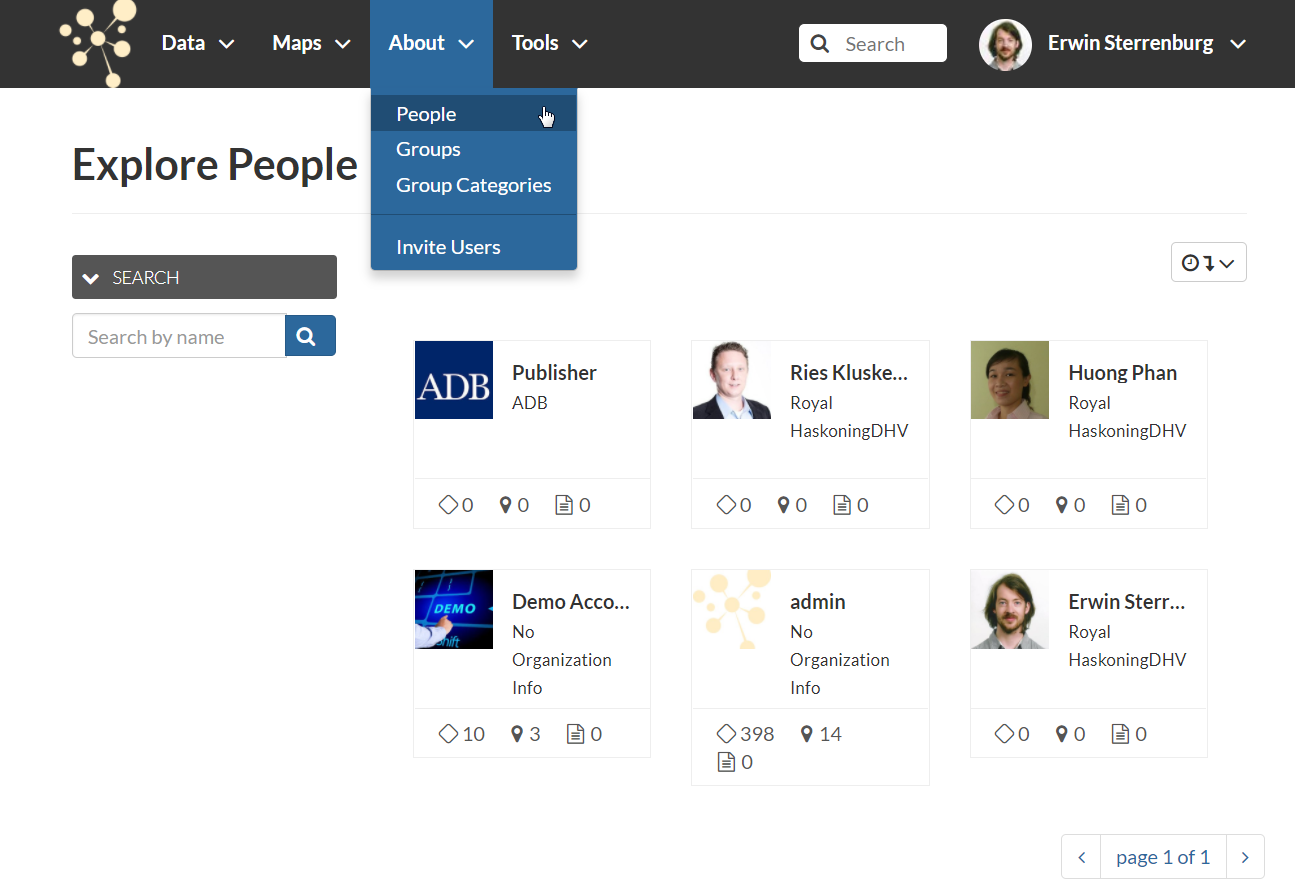 Data Maps About Tools Search Erwin Sterrenburg
People
Groups
Group Categories
Invite Users
Explore People
SEARCH
Search by name
ADB
Publisher
ADB
0 0 0
Ries Kluske...
Royal
HaskoningDHV
0 0 0
Huong Phan
Royal
HaskoningDHV
0 0 0
DEMO
Shift
Demo Acco...
No
Organization
Info
10 3 0
admin
No
Organization
Info
398 14
0
Erwin Sterr...
Royal
HaskoningDHV
0 0 0
page 1 of 1